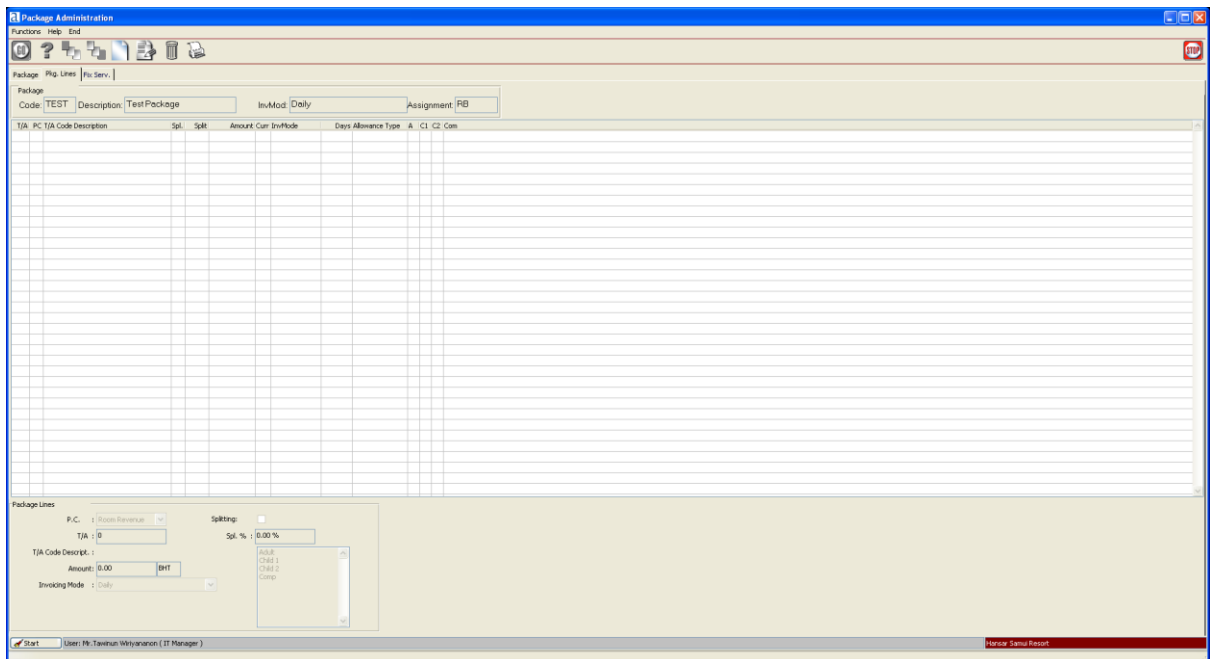 a Package Administration
Functions Help End
? STOP
Package Pkg. Lines Fix Serv.
Package
Code: TEST Description: Test Package InvMod: Daily Assignment: RB
T/A PC T/A Code Description Spl. Split Amount Curr InvMode Days Allowance Type A C1 C2 Com
Package Lines
P.C. : Room Revenue Splitting:
T/A : 0 Spl. % : 0.00 %
T/A Code Descript. : Adult
Child 1
Amount: 0.00 BHT Child 2
Comp
Invoicing Mode : Daily
Start User: Mr.Tawinun Wiriyananon ( IT Manager ) Hansar Samui Resort